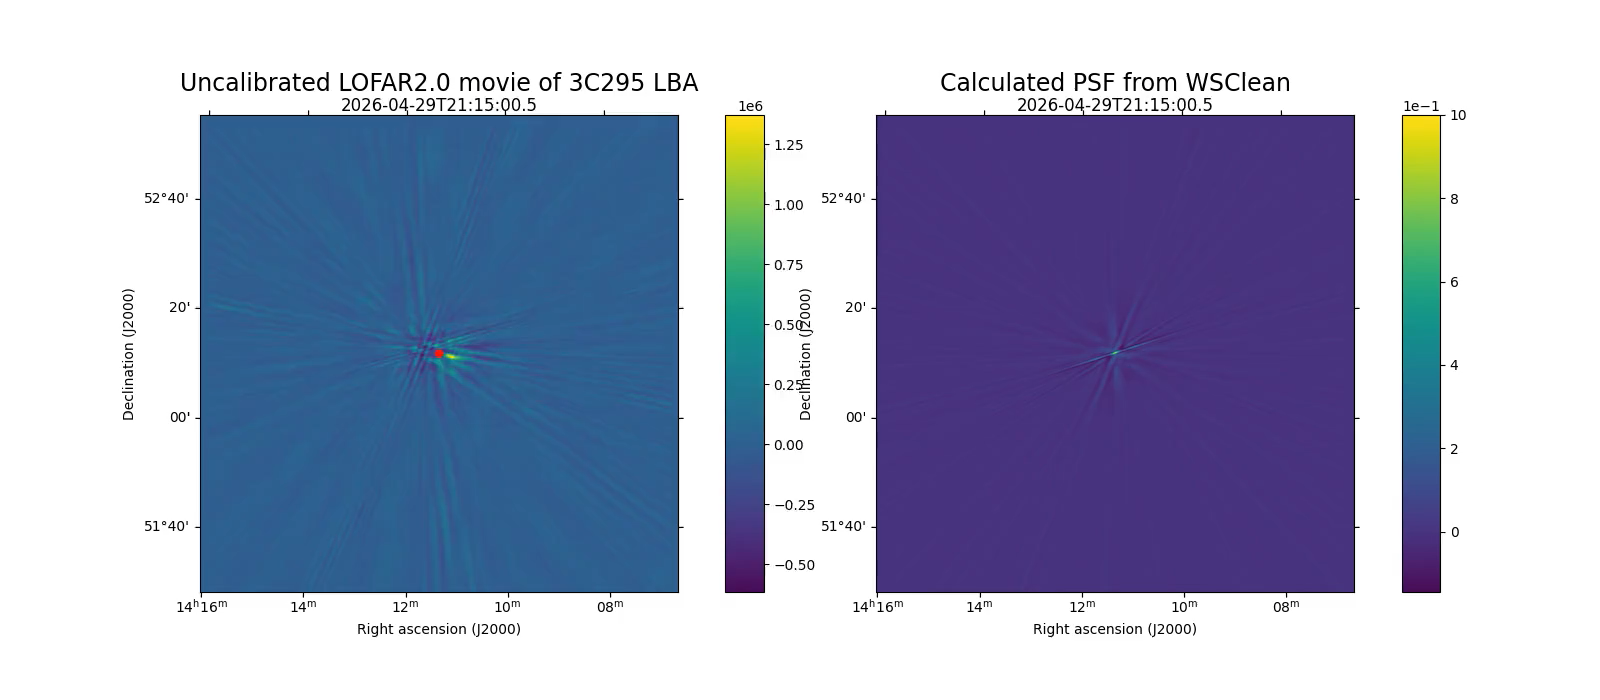 Uncalibrated LOFAR2.0 movie of 3C295 LBA
2026-04-29T21:15:00.5
1e6
52°40'
20'
00'
51°40'
Declination (J2000)
14ʰ16ᵐ
14ᵐ
12ᵐ
10ᵐ
08ᵐ
Right ascension (J2000)
1.25
1.00
0.75
0.50
0.25
0.00
−0.25
−0.50
Calculated PSF from WSClean
2026-04-29T21:15:00.5
1e−1
52°40'
20'
00'
51°40'
Declination (J2000)
14ʰ16ᵐ
14ᵐ
12ᵐ
10ᵐ
08ᵐ
Right ascension (J2000)
10
8
6
4
2
0